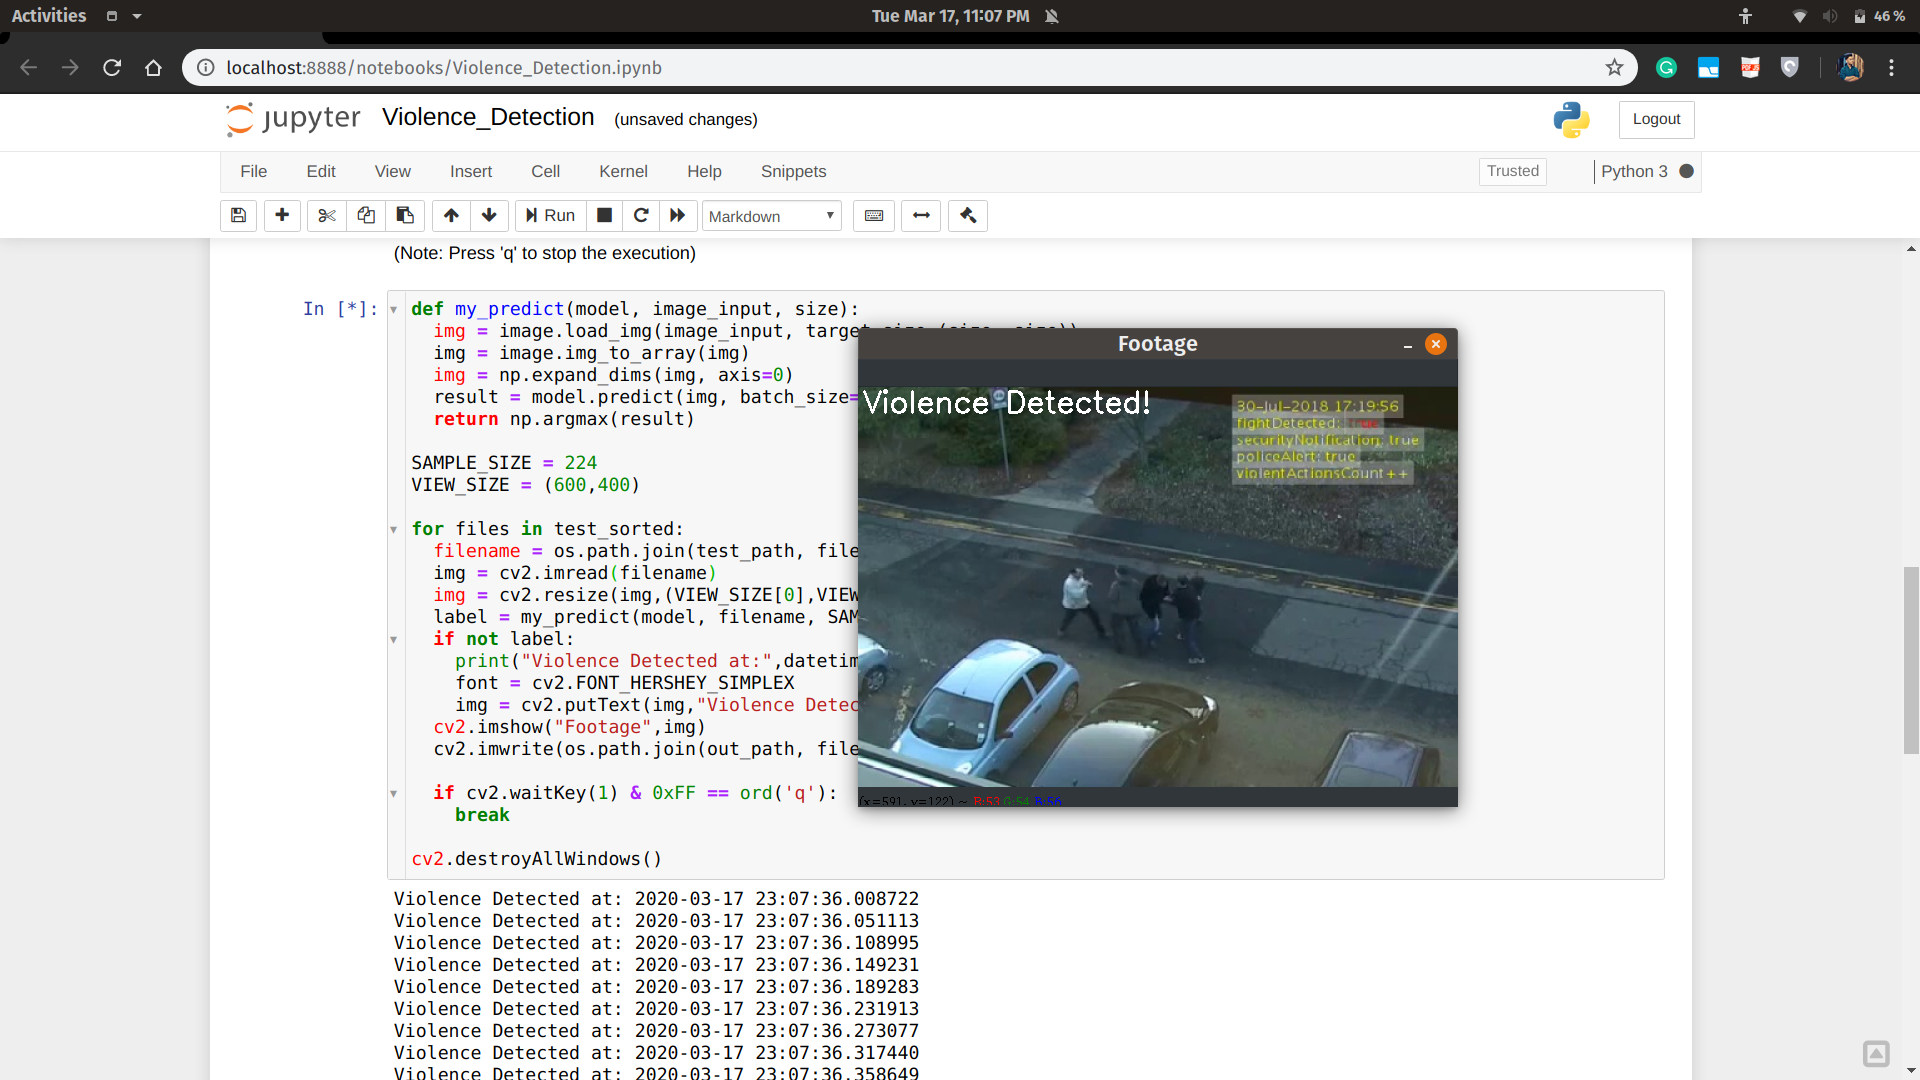 Activities
Tue Mar 17, 11:07 PM
46 %
localhost:8888/notebooks/Violence_Detection.ipynb
jupyter Violence_Detection (unsaved changes)
Logout
File Edit View Insert Cell Kernel Help Snippets
Trusted
Python 3
Run
Markdown
(Note: Press 'q' to stop the execution)
In [*]:
def my_predict(model, image_input, size):
img = image.load_img(image_input, targe
img = image.img_to_array(img)
img = np.expand_dims(img, axis=0)
result = model.predict(img, batch_size=
return np.argmax(result)
SAMPLE_SIZE = 224
VIEW_SIZE = (600,400)
for files in test_sorted:
filename = os.path.join(test_path, file
img = cv2.imread(filename)
img = cv2.resize(img,(VIEW_SIZE[0],VIEW
label = my_predict(model, filename, SAM
if not label:
print("Violence Detected at:",datetim
font = cv2.FONT_HERSHEY_SIMPLEX
img = cv2.putText(img,"Violence Detec
cv2.imshow("Footage",img)
cv2.imwrite(os.path.join(out_path, file
if cv2.waitKey(1) & 0xFF == ord('q'):
break
cv2.destroyAllWindows()
Footage
Violence Detected!
30-Jul-2018 17:19:56
fightDetected: true
securityNotification: true
policeAlert: true
violentActionsCount++
(x=591, y=122) ~ R:53 G:54 B:56
Violence Detected at: 2020-03-17 23:07:36.008722
Violence Detected at: 2020-03-17 23:07:36.051113
Violence Detected at: 2020-03-17 23:07:36.108995
Violence Detected at: 2020-03-17 23:07:36.149231
Violence Detected at: 2020-03-17 23:07:36.189283
Violence Detected at: 2020-03-17 23:07:36.231913
Violence Detected at: 2020-03-17 23:07:36.273077
Violence Detected at: 2020-03-17 23:07:36.317440
Violence Detected at: 2020-03-17 23:07:36.358649